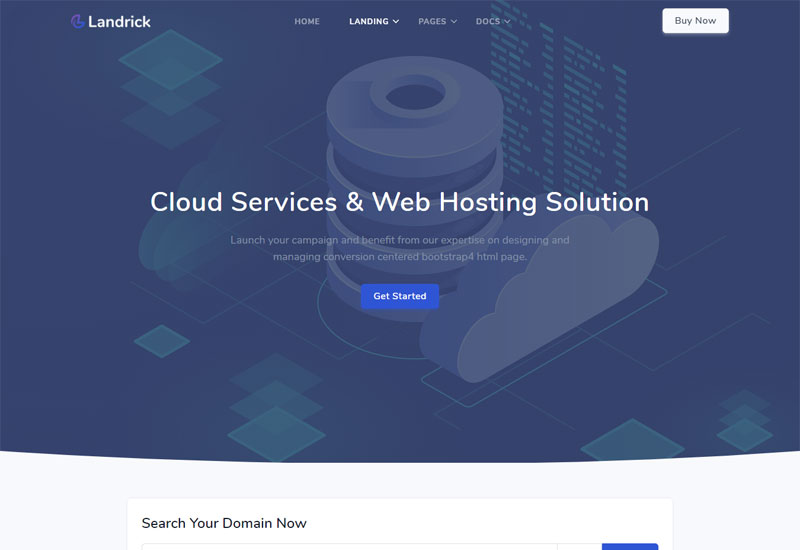 Landrick
HOME
LANDING
PAGES
DOCS
Buy Now
Cloud Services & Web Hosting Solution
Launch your campaign and benefit from our expertise on designing and
managing conversion centered bootstrap4 html page.
Get Started
Search Your Domain Now